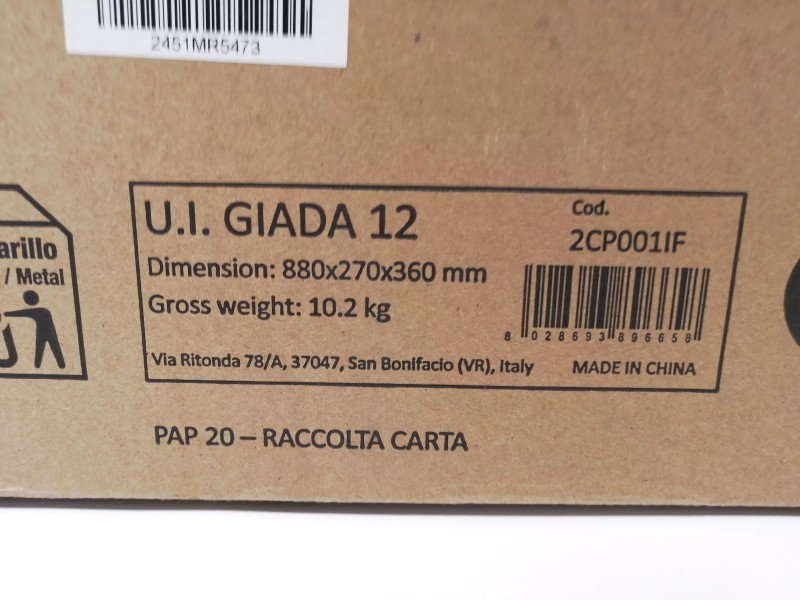 2451MR5473
arillo
/ Metal
U.I. GIADA 12
Dimension: 880x270x360 mm
Gross weight: 10.2 kg
Via Ritonda 78/A, 37047, San Bonifacio (VR), Italy
Cod.
2CP001IF
8 028693 896658
MADE IN CHINA
PAP 20 – RACCOLTA CARTA